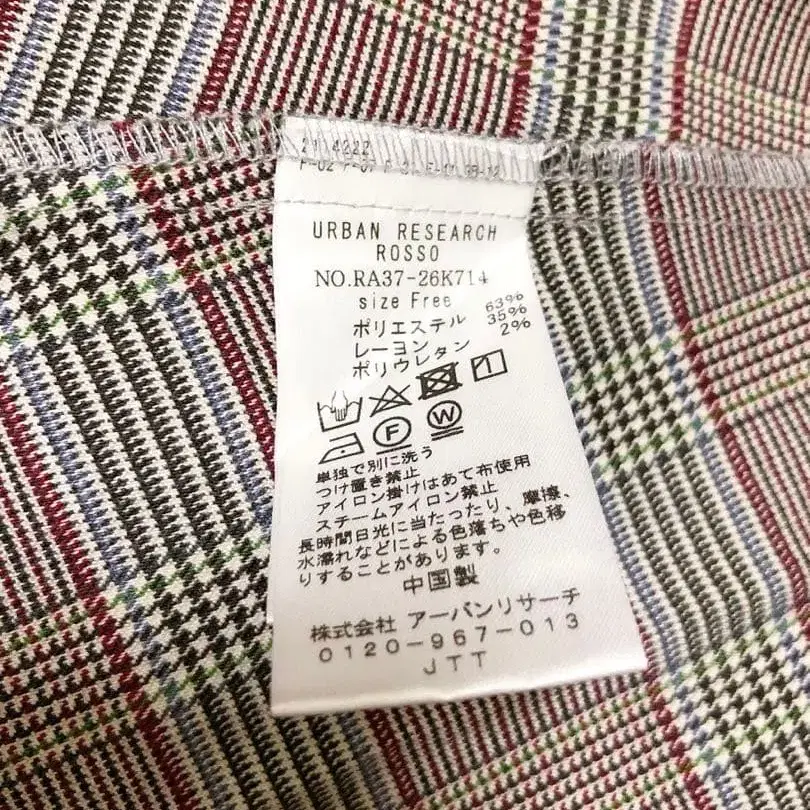 URBAN RESEARCH
ROSSO
NO.RA37-26K714
size Free
ポリエステル 63%
レーヨン 35%
ポリウレタン 2%
F W
単独で別に洗う
つけ置き禁止
アイロン掛けはあて布使用
スチームアイロン禁止
長時間日光に当たったり、摩擦、
水濡れなどによる色落ちや色移
りすることがあります。
中国製
株式会社 アーバンリサーチ
0120-967-013
JTT